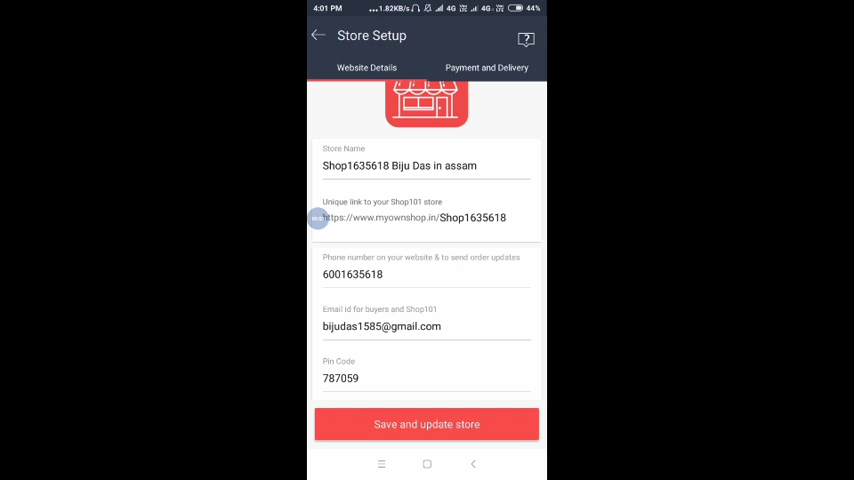 4:01 PM ...1.82KB/s 4G 4G 44%
Store Setup
Website Details Payment and Delivery
Store Name
Shop1635618 Biju Das in assam
Unique link to your Shop101 store
https://www.myownshop.in/Shop1635618
Phone number on your website & to send order updates
6001635618
Email id for buyers and Shop101
bijudas1585@gmail.com
Pin Code
787059
Save and update store